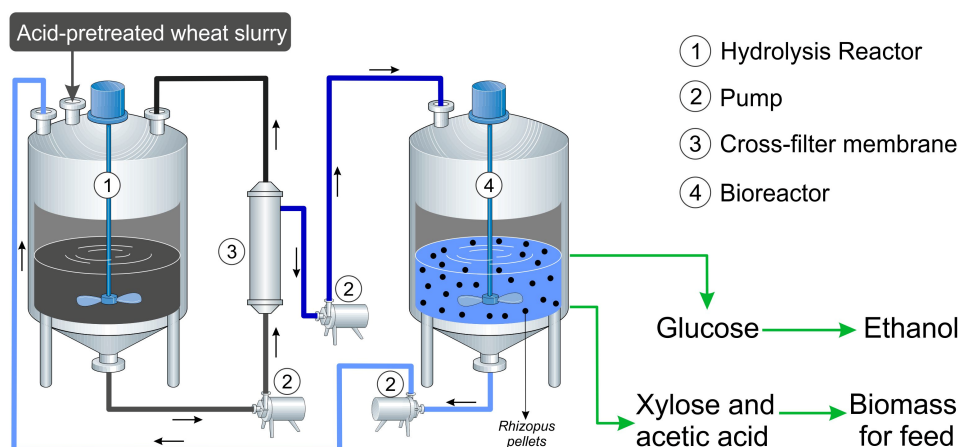 Acid-pretreated wheat slurry
1 Hydrolysis Reactor
2 Pump
3 Cross-filter membrane
4 Bioreactor
1
3
2
2
2
4
Rhizopus
pellets
Glucose
Ethanol
Xylose and
acetic acid
Biomass
for feed